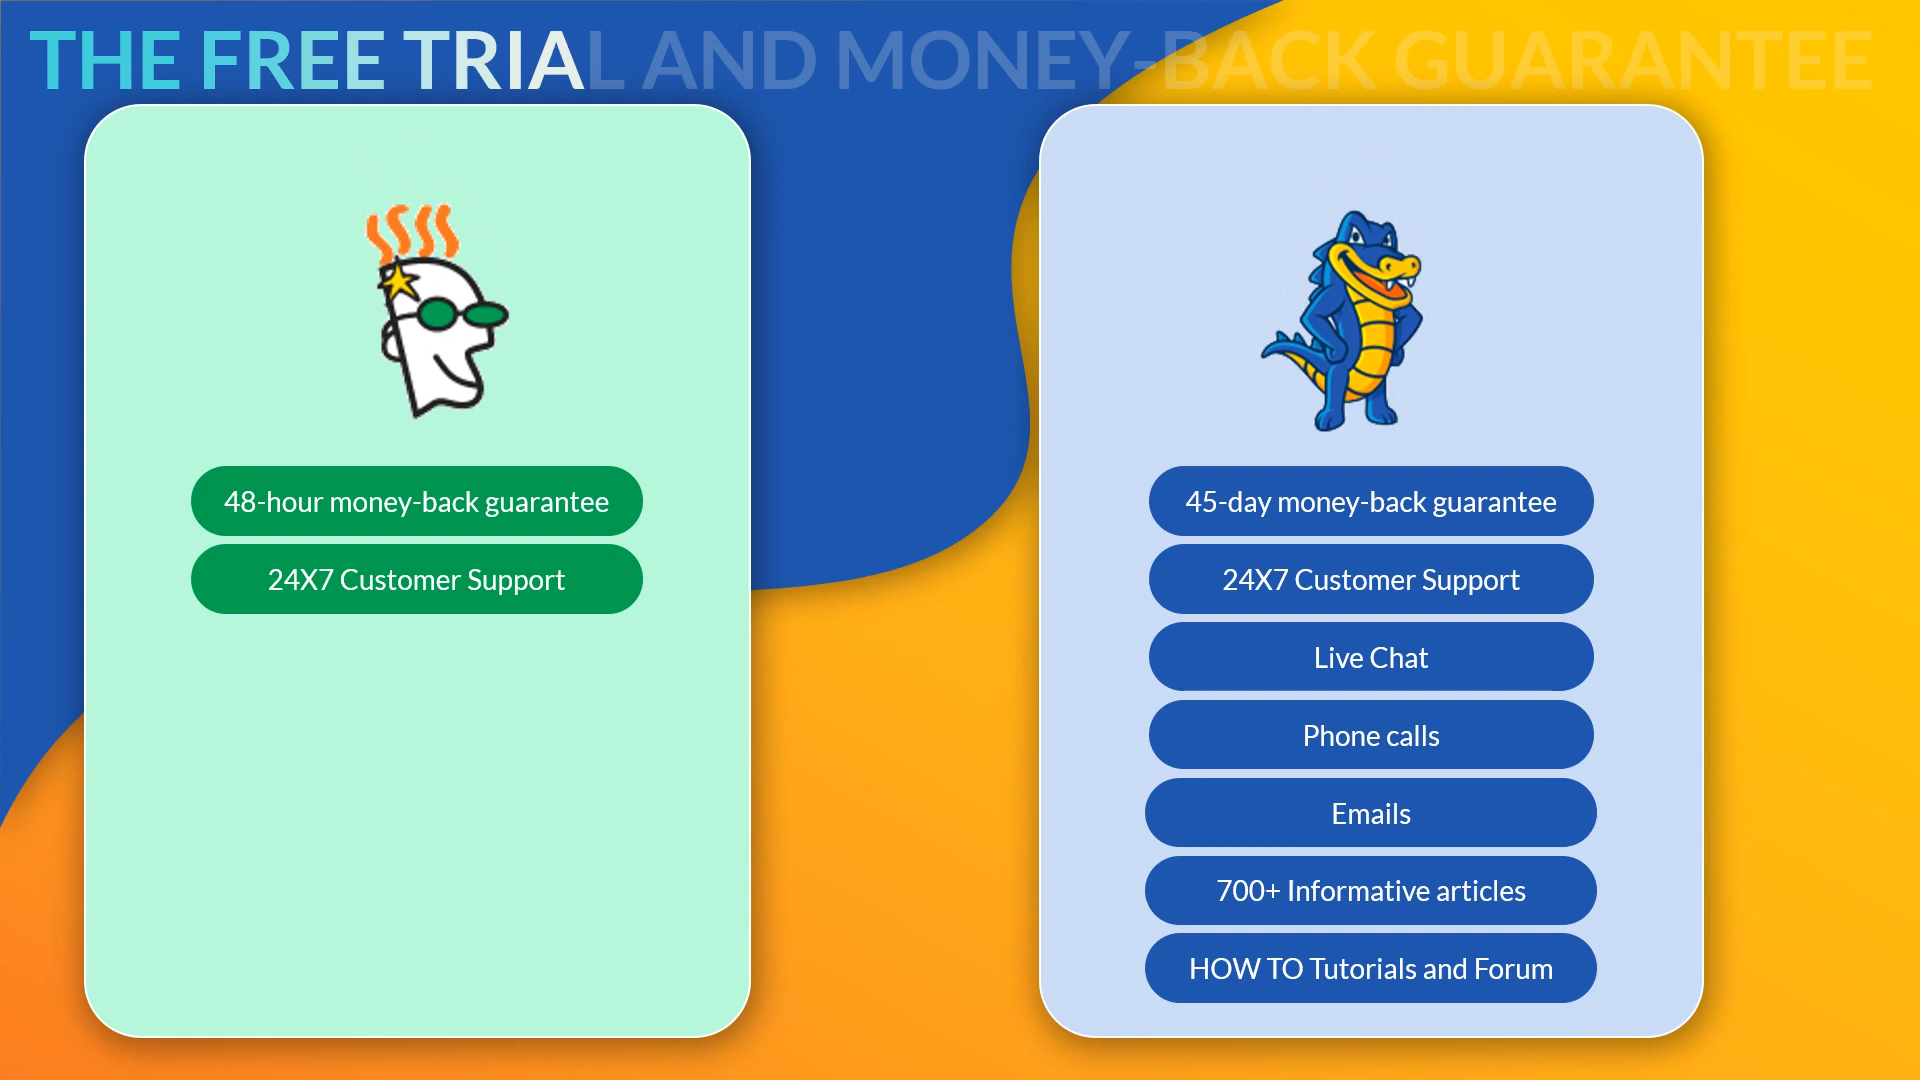 THE FREE TRIAL AND MONEY-BACK GUARANTEE
48-hour money-back guarantee
24X7 Customer Support
45-day money-back guarantee
24X7 Customer Support
Live Chat
Phone calls
Emails
700+ Informative articles
HOW TO Tutorials and Forum